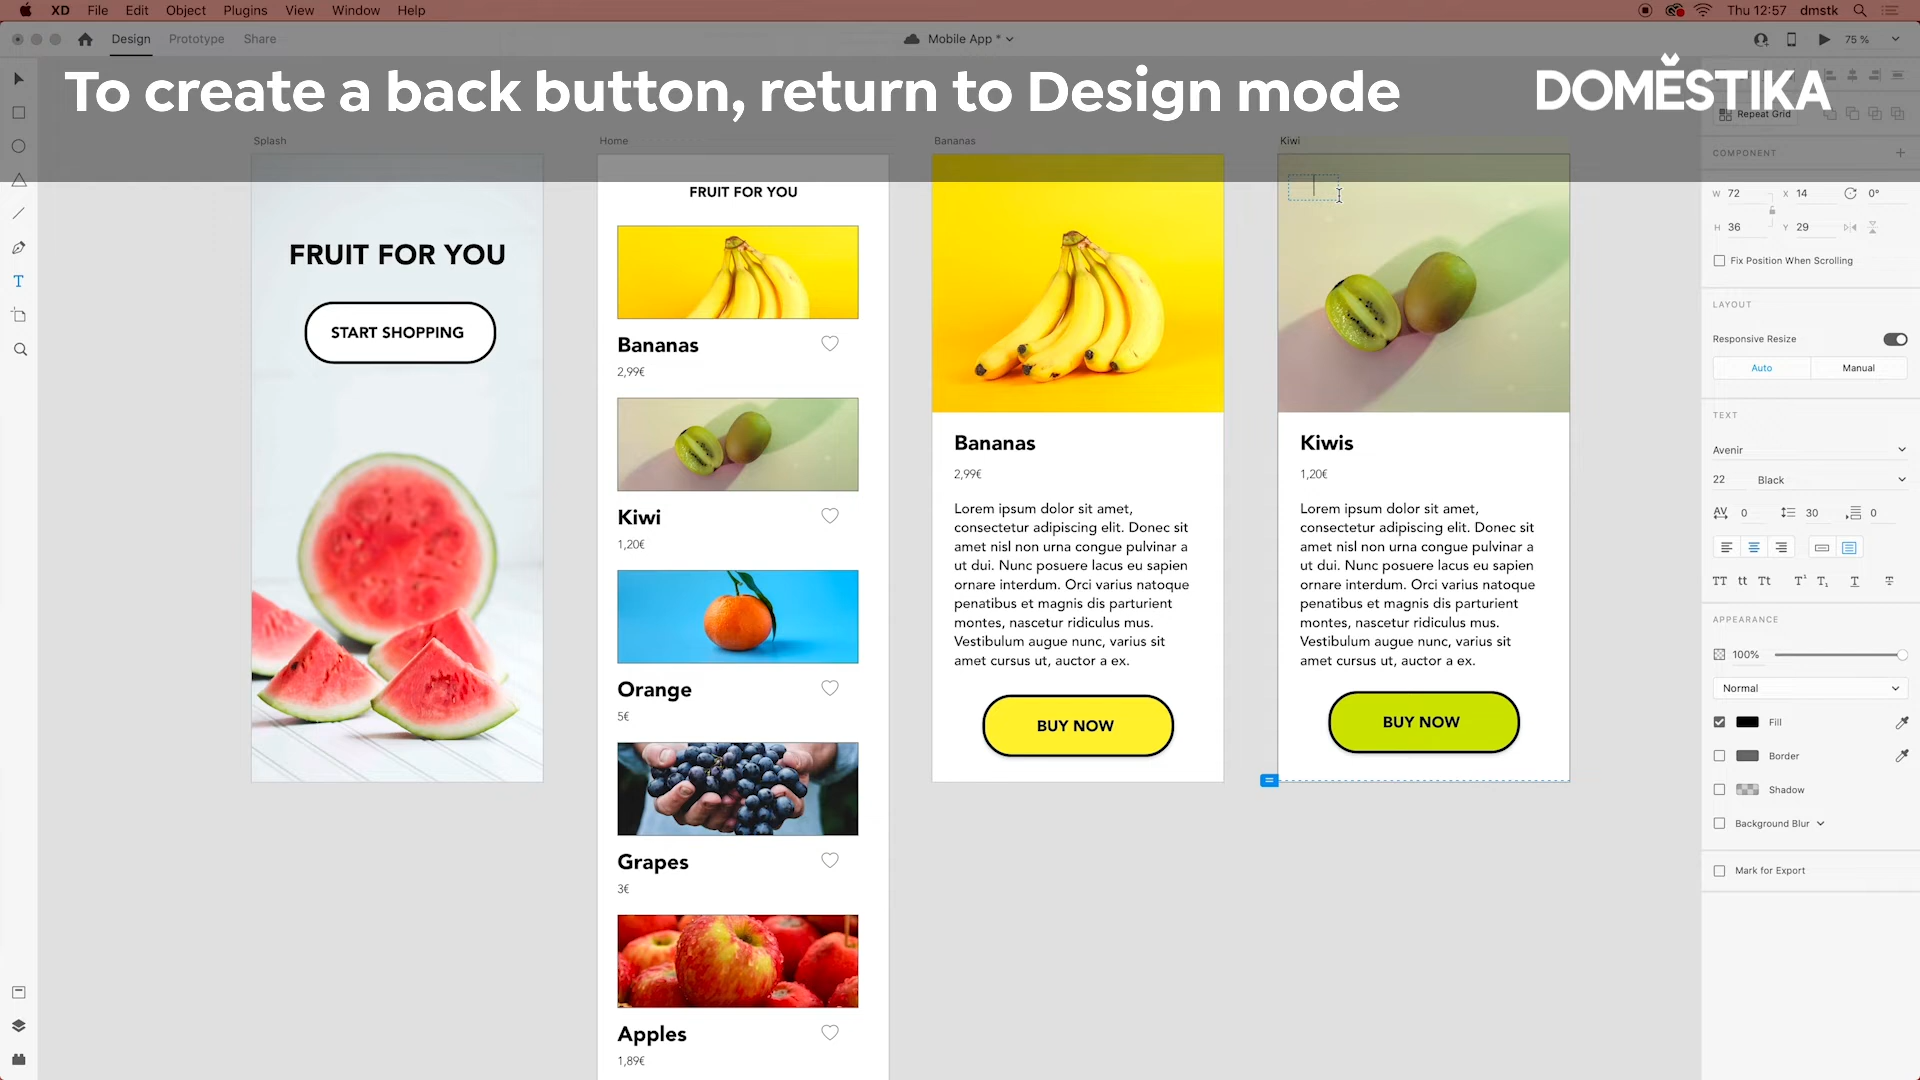 XD File Edit Object Plugins View Window Help
Thu 12:57 dmstk
Design Prototype Share
Mobile App *
75 %
To create a back button, return to Design mode
DOMĚSTIKA
Repeat Grid
Splash
Home
Bananas
Kiwi
FRUIT FOR YOU
START SHOPPING
FRUIT FOR YOU
Bananas
2,99€
Kiwi
1,20€
Orange
5€
Grapes
3€
Apples
1,89€
Bananas
2,99€
Lorem ipsum dolor sit amet,
consectetur adipiscing elit. Donec sit
amet nisl non urna congue pulvinar a
ut dui. Nunc posuere lacus eu sapien
ornare interdum. Orci varius natoque
penatibus et magnis dis parturient
montes, nascetur ridiculus mus.
Vestibulum augue nunc, varius sit
amet cursus ut, auctor a ex.
BUY NOW
Kiwis
1,20€
Lorem ipsum dolor sit amet,
consectetur adipiscing elit. Donec sit
amet nisl non urna congue pulvinar a
ut dui. Nunc posuere lacus eu sapien
ornare interdum. Orci varius natoque
penatibus et magnis dis parturient
montes, nascetur ridiculus mus.
Vestibulum augue nunc, varius sit
amet cursus ut, auctor a ex.
BUY NOW
COMPONENT
W 72 X 14 0°
H 36 Y 29
Fix Position When Scrolling
LAYOUT
Responsive Resize
Auto Manual
TEXT
Avenir
22 Black
AV 0 30 0
TT tt Tt T¹ T₁ T T
APPEARANCE
100%
Normal
Fill
Border
Shadow
Background Blur
Mark for Export